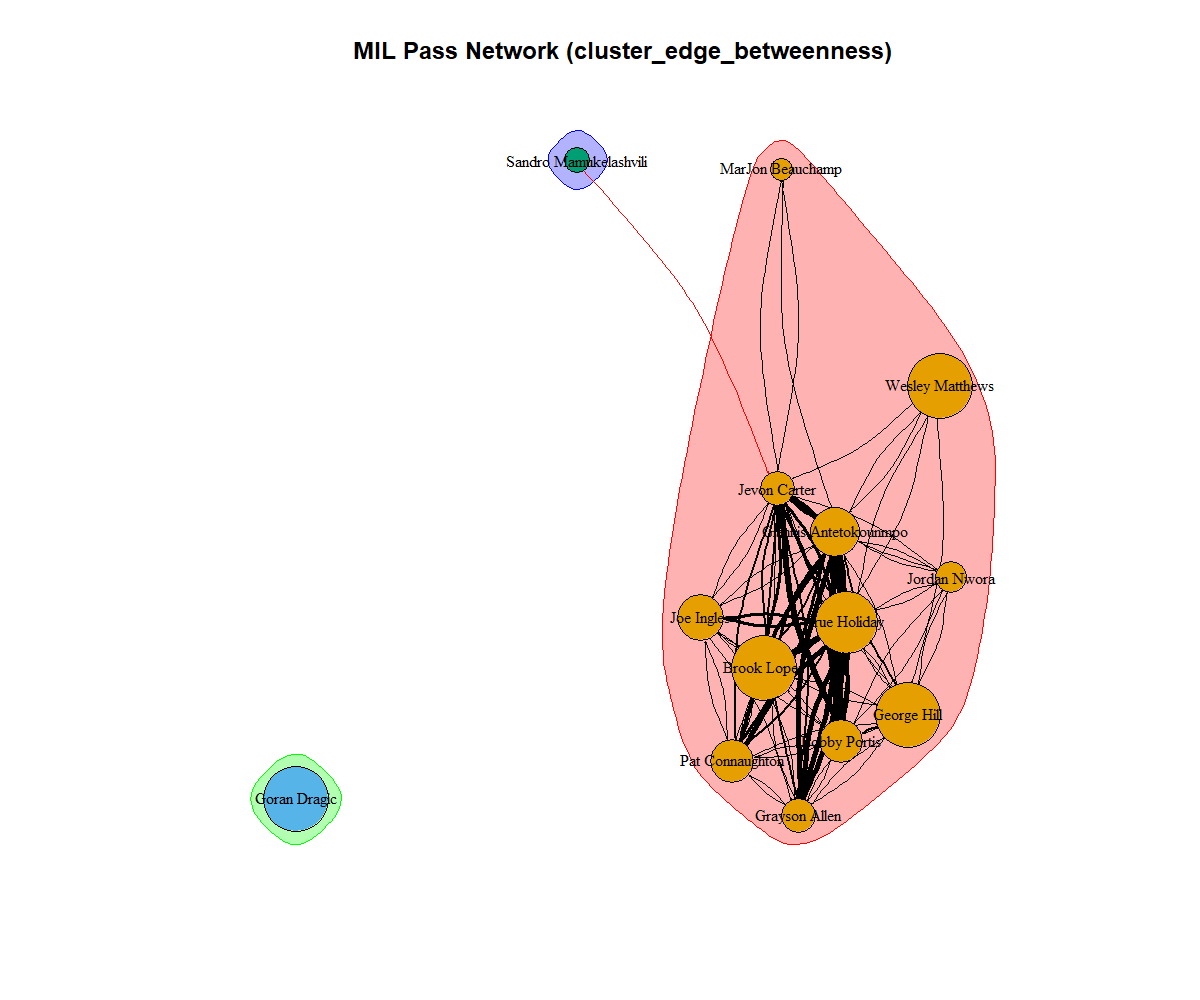 MIL Pass Network (cluster_edge_betweenness)
Sandro Mamukelashvili
MarJon Beauchamp
Wesley Matthews
Jevon Carter
Giannis Antetokounmpo
Jordan Nwora
Joe Ingles
Jrue Holiday
Brook Lopez
George Hill
Bobby Portis
Pat Connaughton
Goran Dragic
Grayson Allen